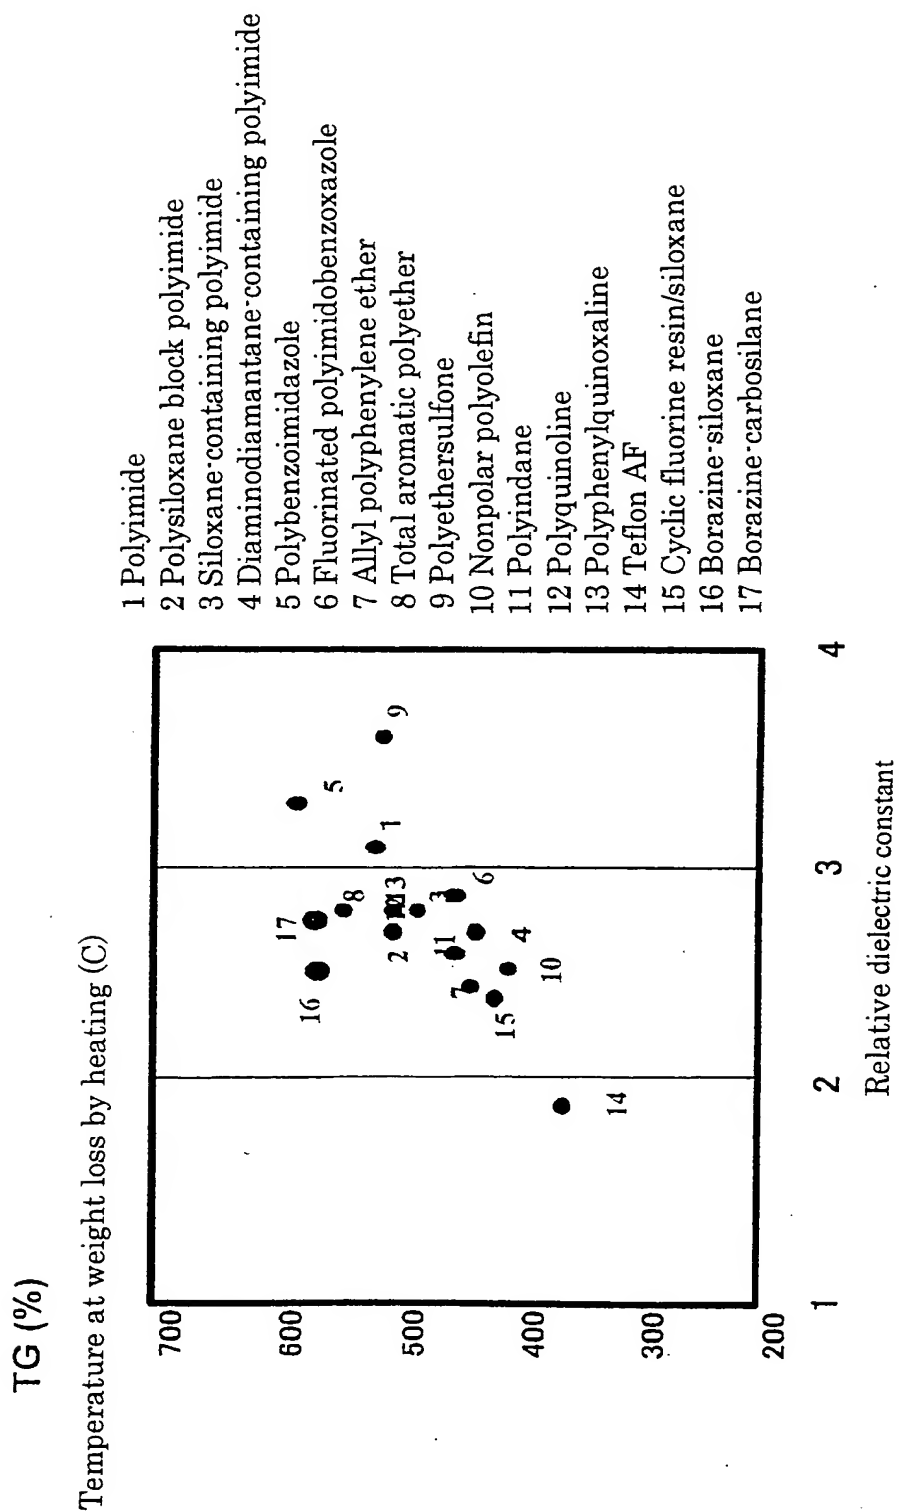 TG (%)
Temperature at weight loss by heating (C)
700
600
500
400
300
200
1
2
3
4
Relative dielectric constant
16
17
8
5
2
13
1
9
11
3
6
7
4
15
10
14
1 Polyimide
2 Polysiloxane block polyimide
3 Siloxane-containing polyimide
4 Diaminodiamantane-containing polyimide
5 Polybenzoimidazole
6 Fluorinated polyimidobenzoxazole
7 Allyl polyphenylene ether
8 Total aromatic polyether
9 Polyethersulfone
10 Nonpolar polyolefin
11 Polyindane
12 Polyquinoline
13 Polyphenylquinoxaline
14 Teflon AF
15 Cyclic fluorine resin/siloxane
16 Borazine-siloxane
17 Borazine-carbosilane